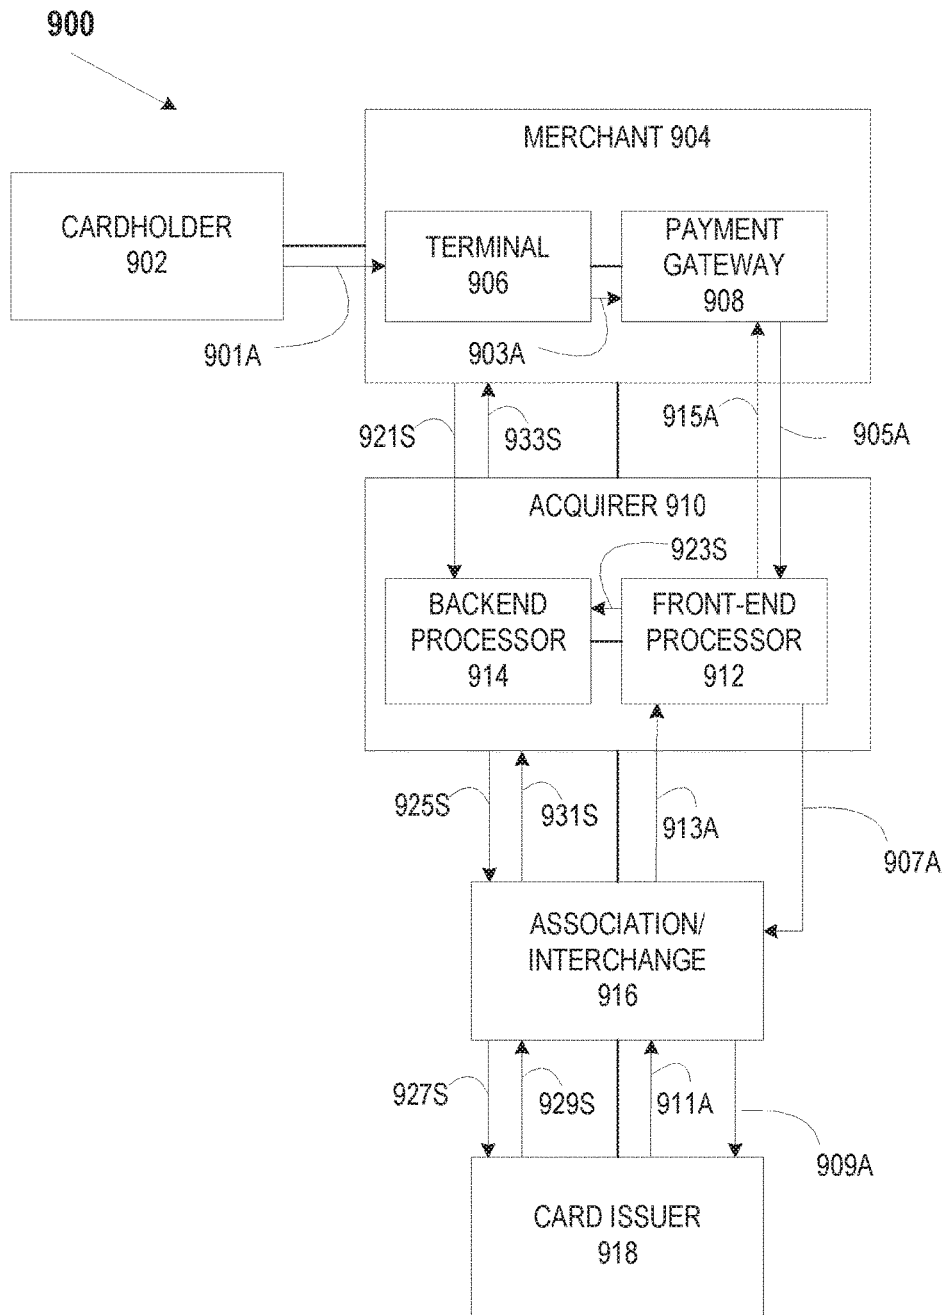 900
MERCHANT 904
CARDHOLDER
902
TERMINAL
906
PAYMENT
GATEWAY
908
901A
903A
921S
933S
915A
905A
ACQUIRER 910
923S
BACKEND
PROCESSOR
914
FRONT-END
PROCESSOR
912
925S
931S
913A
907A
ASSOCIATION/
INTERCHANGE
916
927S
929S
911A
909A
CARD ISSUER
918